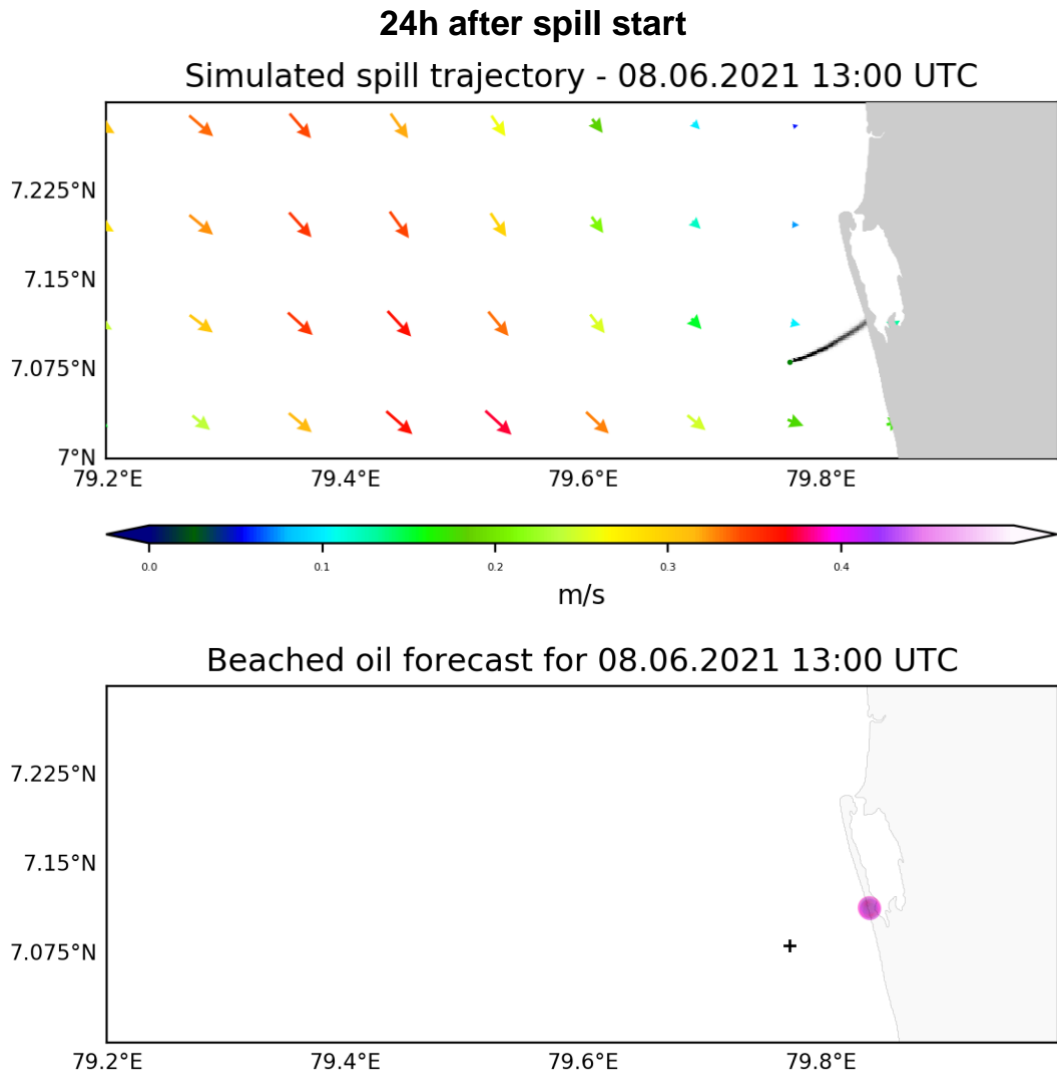 24h after spill start
Simulated spill trajectory - 08.06.2021 13:00 UTC
7.225°N
7.15°N
7.075°N
7°N
79.2°E 79.4°E 79.6°E 79.8°E
0.0 0.1 0.2 0.3 0.4
m/s
Beached oil forecast for 08.06.2021 13:00 UTC
7.225°N
7.15°N
7.075°N
79.2°E 79.4°E 79.6°E 79.8°E